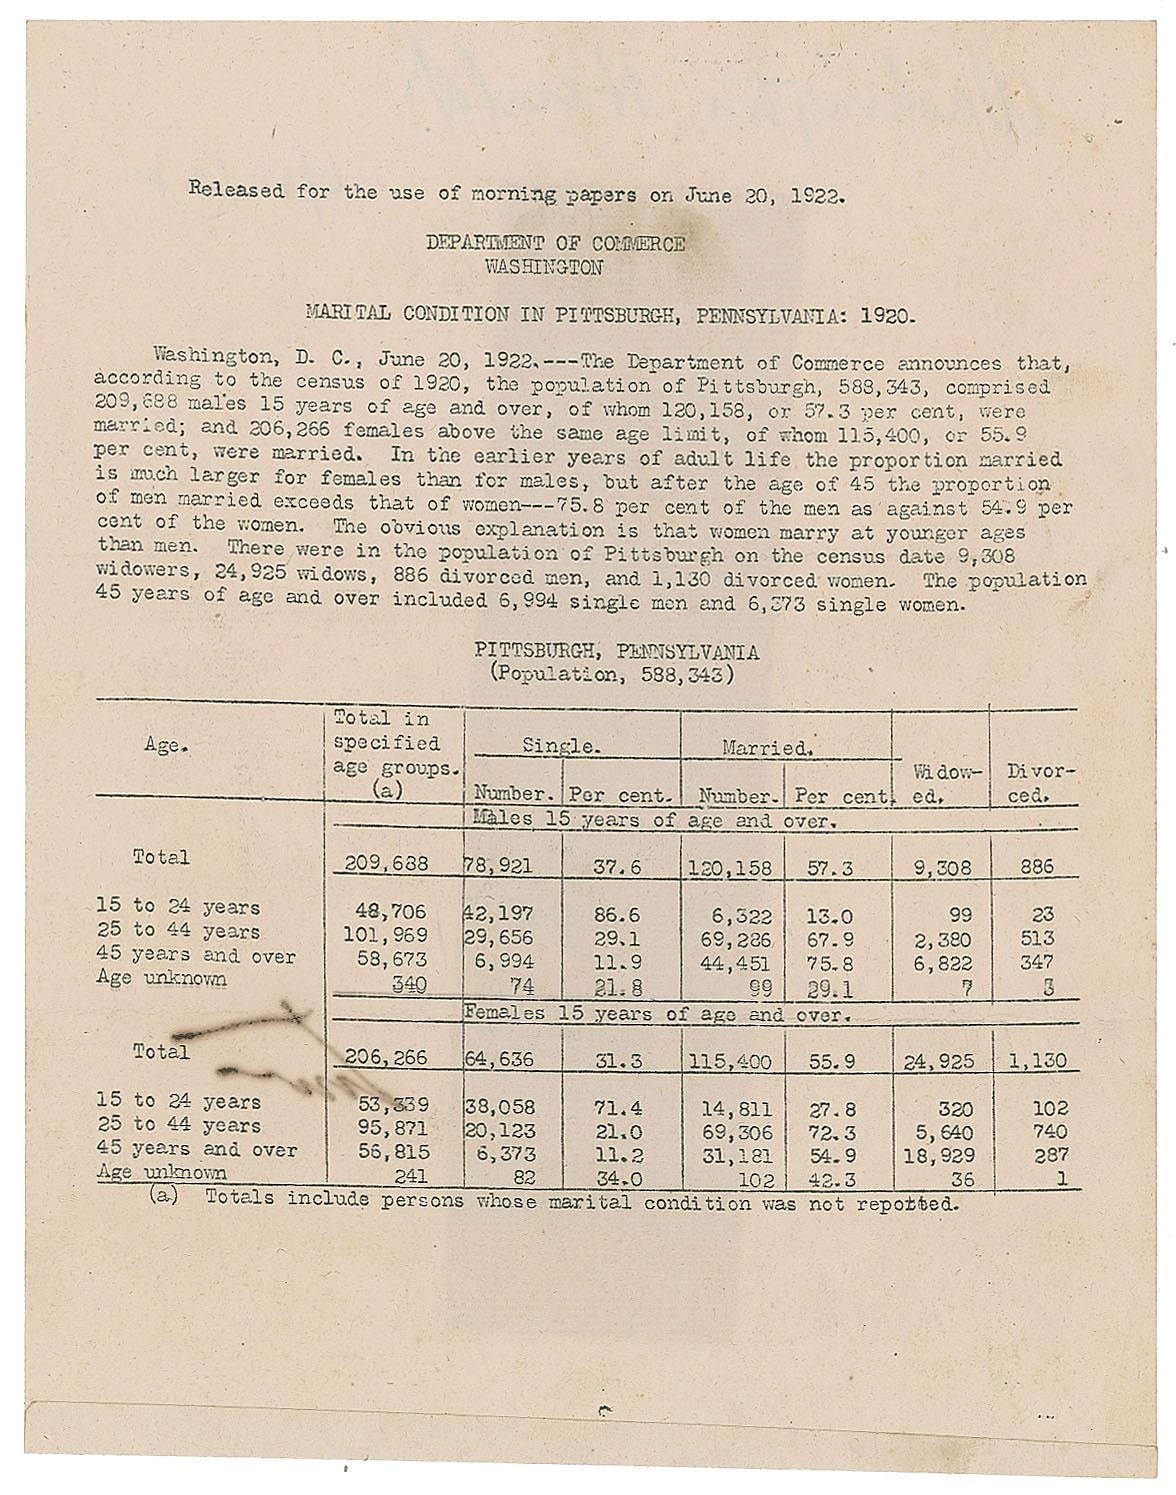 Released for the use of morning papers on June 20, 1922.
DEPARTMENT OF COMMERCE
WASHINGTON
MARITAL CONDITION IN PITTSBURGH, PENNSYLVANIA: 1920.
Washington, D. C., June 20, 1922.---The Department of Commerce announces that,
according to the census of 1920, the population of Pittsburgh, 588,343, comprised
209,688 males 15 years of age and over, of whom 120,158, or 57.3 per cent, were
married; and 206,266 females above the same age limit, of whom 115,400, or 55.9
per cent, were married. In the earlier years of adult life the proportion married
is much larger for females than for males, but after the age of 45 the proportion
of men married exceeds that of women---75.8 per cent of the men as against 54.9 per
cent of the women. The obvious explanation is that women marry at younger ages
than men. There were in the population of Pittsburgh on the census date 9,308
widowers, 24,925 widows, 886 divorced men, and 1,130 divorced women. The population
45 years of age and over included 6,994 single men and 6,373 single women.
PITTSBURGH, PENNSYLVANIA
(Population, 588,343)
Age. Total in specified age groups. (a) Single. Married. Widow-ed. Divor-ced.
Number. Per cent. Number. Per cent.
Males 15 years of age and over.
Total 209,688 78,921 37.6 120,158 57.3 9,308 886
15 to 24 years 48,706 42,197 86.6 6,322 13.0 99 23
25 to 44 years 101,969 29,656 29.1 69,286 67.9 2,380 513
45 years and over 58,673 6,994 11.9 44,451 75.8 6,822 347
Age unknown 340 74 21.8 99 29.1 7 3
Females 15 years of age and over.
Total 206,266 64,636 31.3 115,400 55.9 24,925 1,130
15 to 24 years 53,339 38,058 71.4 14,811 27.8 320 102
25 to 44 years 95,871 20,123 21.0 69,306 72.3 5,640 740
45 years and over 56,815 6,373 11.2 31,181 54.9 18,929 287
Age unknown 241 82 34.0 102 42.3 36 1
(a) Totals include persons whose marital condition was not reported.